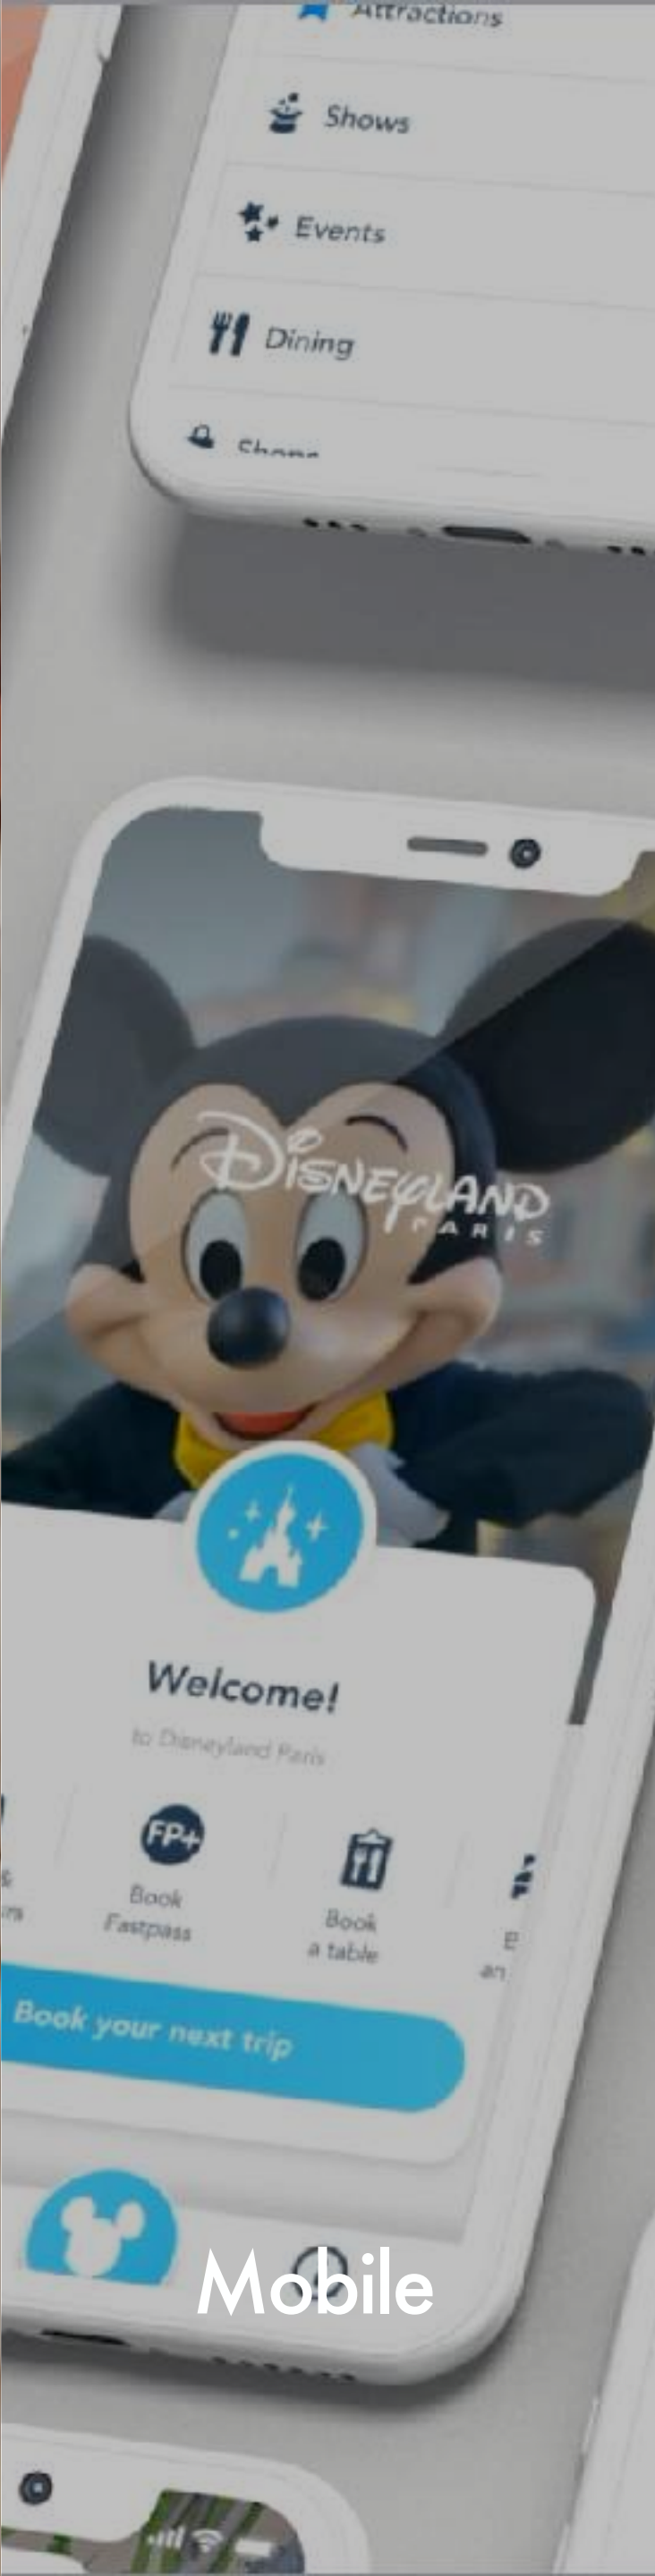 Attractions
Shows
Events
Dining
Shops
DISNEYLAND
PARIS
Welcome!
to Disneyland Paris
FP+
Book
Fastpass
Book
a table
Book your next trip
Mobile